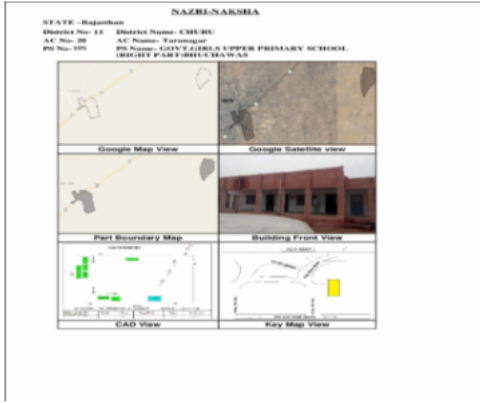 NAZRI-NAKSHA
STATE -Rajasthan
District No- 11 District Name- CHURU
AC No- 20 AC Name- Taranagar
PS No- 105 PS Name- GOVT.GIRLS UPPER PRIMARY SCHOOL
(RIGHT PART)BHUCHAWAS
Google Map View
Google Satellite view
Part Boundary Map
Building Front View
CAD View
Key Map View